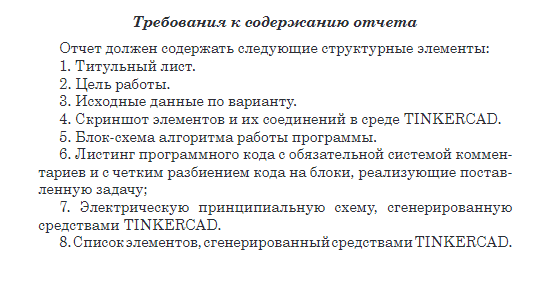 Требования к содержанию отчета
Отчет должен содержать следующие структурные элементы:
1. Титульный лист.
2. Цель работы.
3. Исходные данные по варианту.
4. Скриншот элементов и их соединений в среде TINKERCAD.
5. Блок-схема алгоритма работы программы.
6. Листинг программного кода с обязательной системой коммен-
тариев и с четким разбиением кода на блоки, реализующие постав-
ленную задачу;
7. Электрическую принципиальную схему, сгенерированную
средствами TINKERCAD.
8. Список элементов, сгенерированный средствами TINKERCAD.